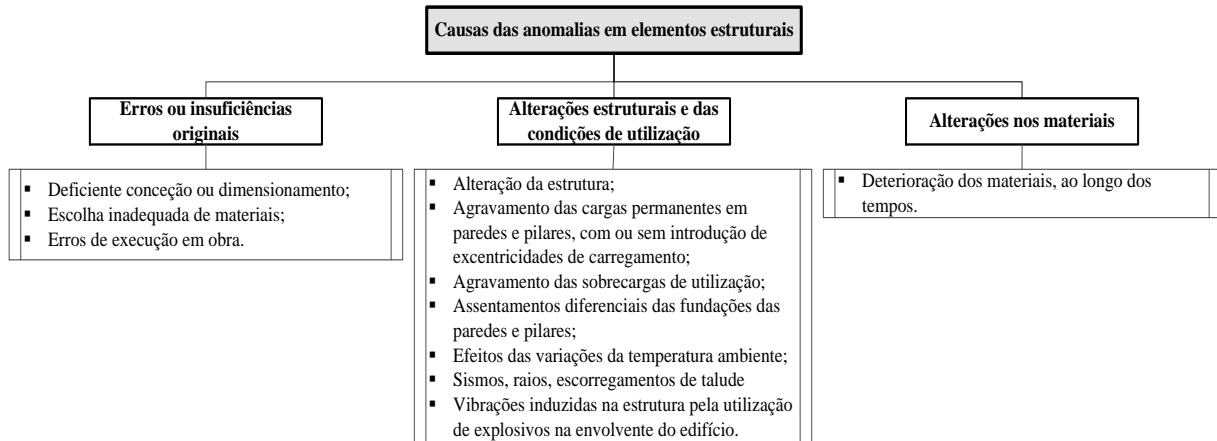 Causas das anomalias em elementos estruturais
Erros ou insuficiências
originais
▪ Deficiente conceção ou dimensionamento;
▪ Escolha inadequada de materiais;
▪ Erros de execução em obra.
Alterações estruturais e das
condições de utilização
▪ Alteração da estrutura;
▪ Agravamento das cargas permanentes em
paredes e pilares, com ou sem introdução de
excentricidades de carregamento;
▪ Agravamento das sobrecargas de utilização;
▪ Assentamentos diferenciais das fundações das
paredes e pilares;
▪ Efeitos das variações da temperatura ambiente;
▪ Sismos, raios, escorregamentos de talude
▪ Vibrações induzidas na estrutura pela utilização
de explosivos na envolvente do edifício.
Alterações nos materiais
▪ Deterioração dos materiais, ao longo dos
tempos.